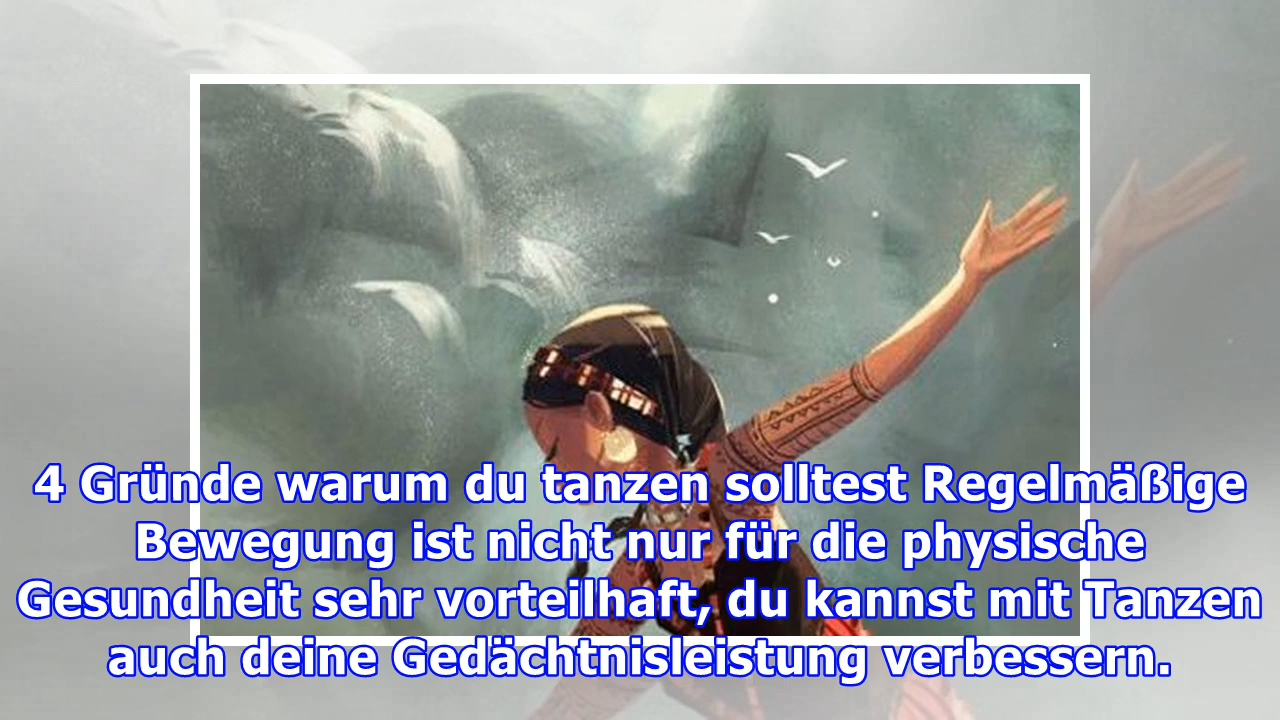 4 Gründe warum du tanzen solltest Regelmäßige
Bewegung ist nicht nur für die physische
Gesundheit sehr vorteilhaft, du kannst mit Tanzen
auch deine Gedächtnisleistung verbessern.